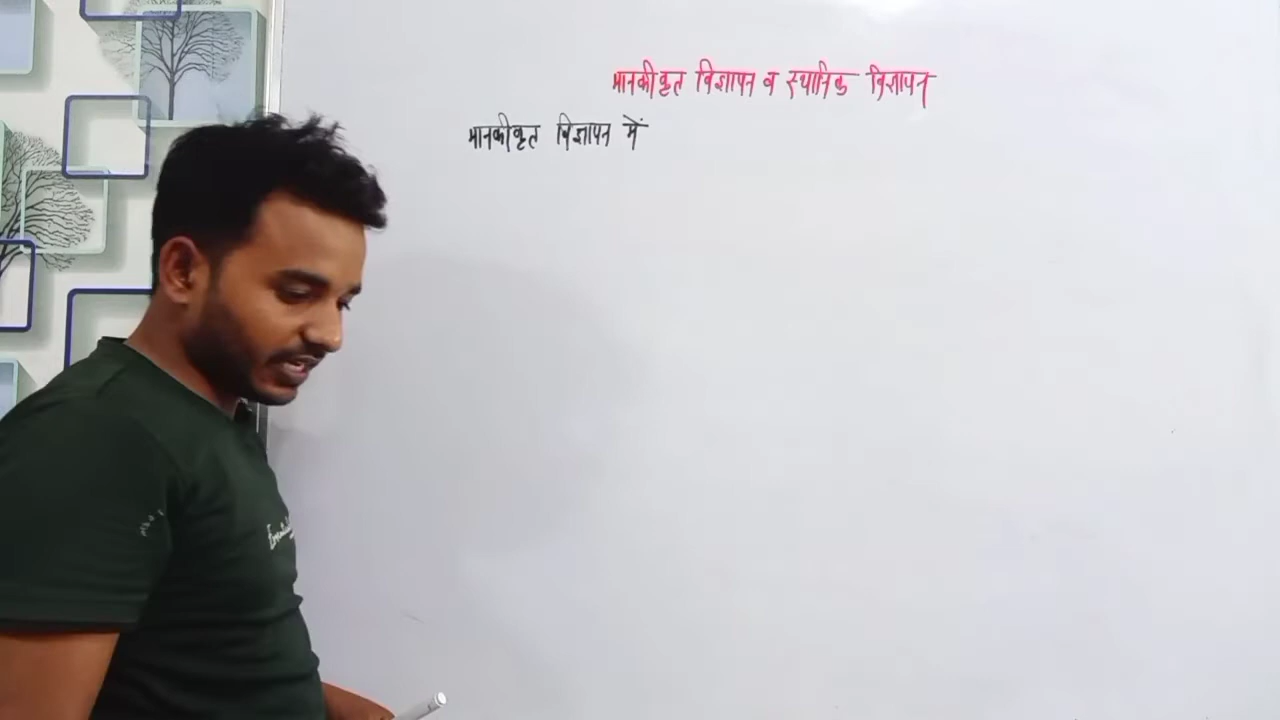 मानकीकृत विज्ञापन व स्थानिक विज्ञापन
मानकीकृत विज्ञापन में